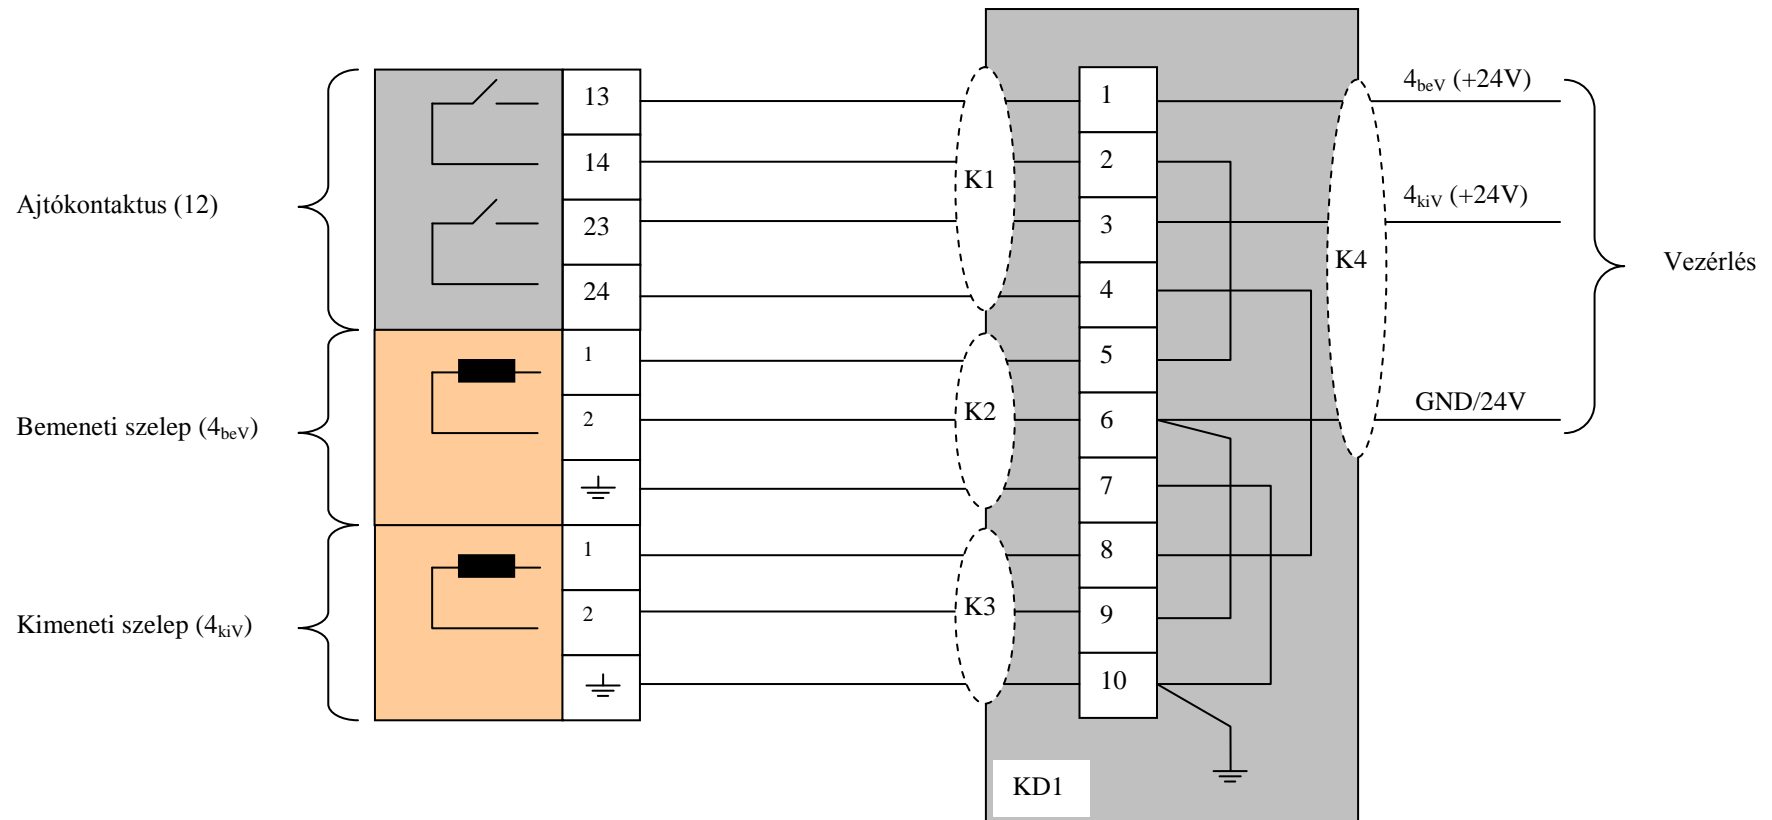 Ajtókontaktus (12)
Bemeneti szelep (4beV)
Kimeneti szelep (4kiV)
13
14
23
24
1
2
1
2
K1
K2
K3
1
2
3
4
5
6
7
8
9
10
KD1
K4
4beV (+24V)
4kiV (+24V)
GND/24V
Vezérlés